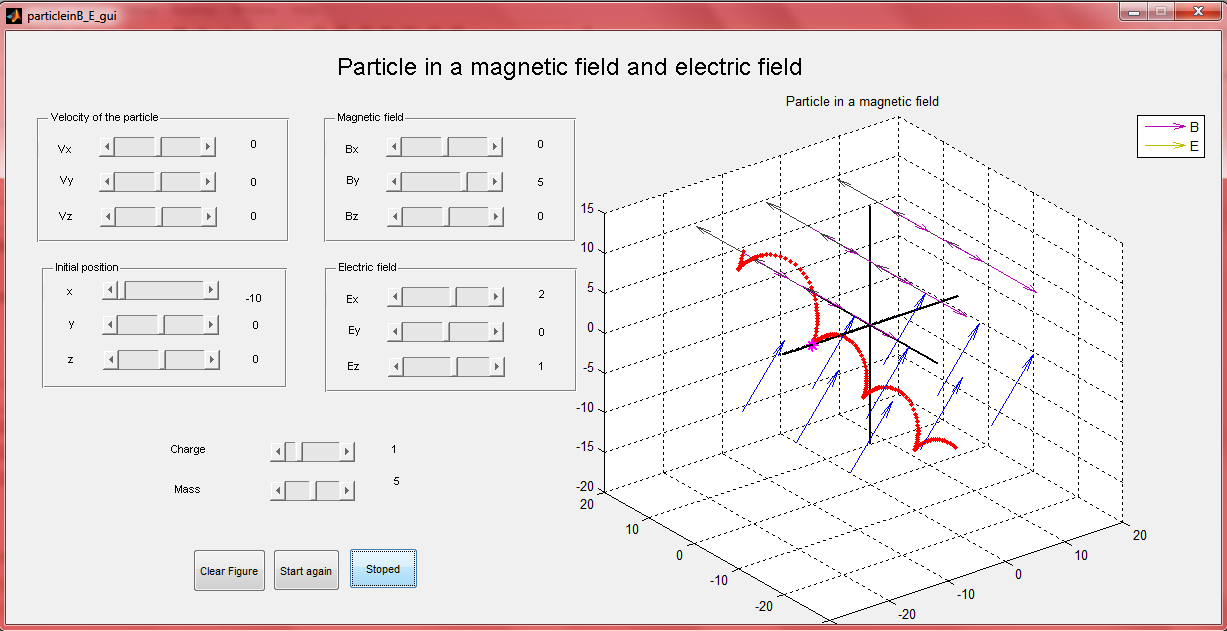 particleinB_E_gui
Particle in a magnetic field and electric field
Velocity of the particle
Vx 0
Vy 0
Vz 0
Magnetic field
Bx 0
By 5
Bz 0
Initial position
x -10
y 0
z 0
Electric field
Ex 2
Ey 0
Ez 1
Charge 1
Mass 5
Clear Figure
Start again
Stoped
Particle in a magnetic field
B
E
15
10
5
0
-5
-10
-15
-20
20
10
0
-10
-20
-20
-10
0
10
20